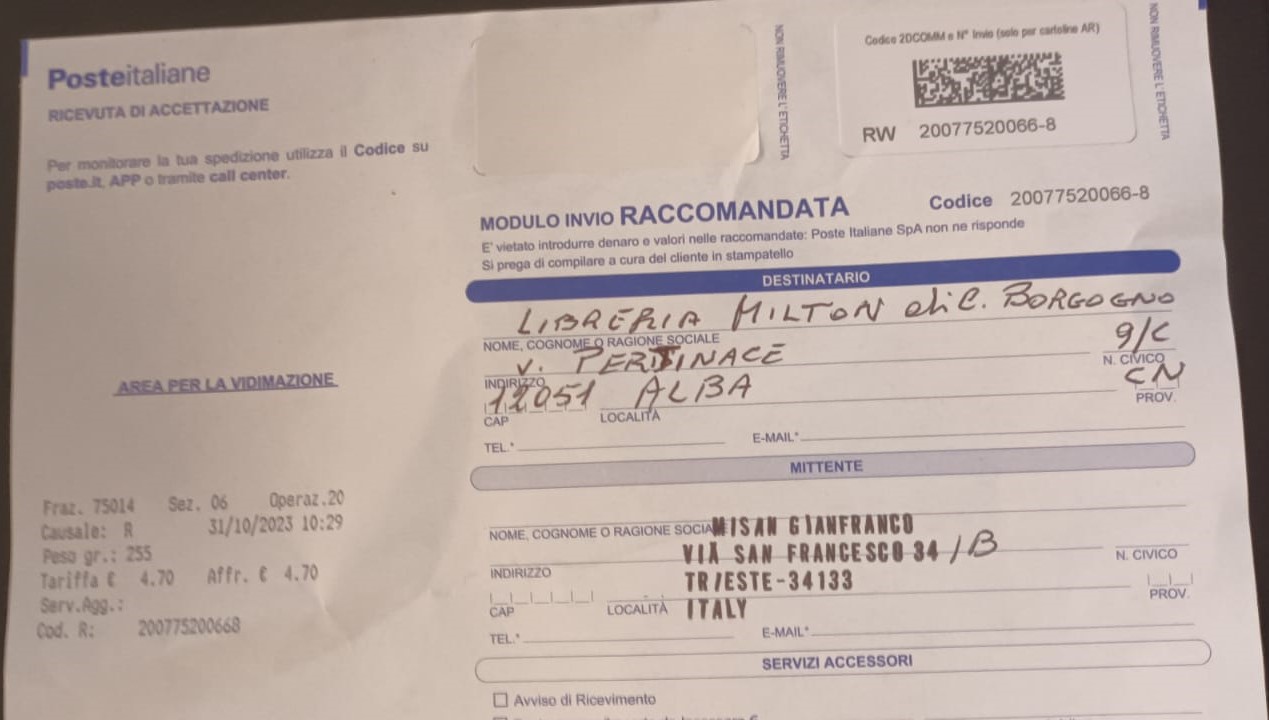 Posteitaliane
RICEVUTA DI ACCETTAZIONE
Per monitorare la tua spedizione utilizza il Codice su
poste.it, APP o tramite call center.
NON RIMUOVERE L'ETICHETTA
Codice 2DCOMM e N° Invio (solo per cartoline AR)
RW 20077520066-8
NON RIMUOVERE L'ETICHETTA
MODULO INVIO RACCOMANDATA
Codice 20077520066-8
E' vietato introdurre denaro e valori nelle raccomandate: Poste Italiane SpA non ne risponde
Si prega di compilare a cura del cliente in stampatello
DESTINATARIO
LIBRERIA MILTON di C. BORGOGNO
NOME, COGNOME O RAGIONE SOCIALE
V. PERTINACE 9/C
INDIRIZZO N. CIVICO
12051 ALBA CN
CAP LOCALITÀ PROV.
TEL.* E-MAIL*
MITTENTE
NOME, COGNOME O RAGIONE SOCIA MISAN GIANFRANCO
VIA SAN FRANCESCO 34 /B
INDIRIZZO N. CIVICO
TRIESTE-34133
CAP LOCALITÀ ITALY PROV.
TEL.* E-MAIL*
SERVIZI ACCESSORI
Avviso di Ricevimento
AREA PER LA VIDIMAZIONE
Fraz. 75014 Sez. 06 Operaz.20
Causale: R 31/10/2023 10:29
Peso gr.: 255
Tariffa € 4.70 Affr. € 4.70
Serv.Agg.:
Cod. R: 200775200668